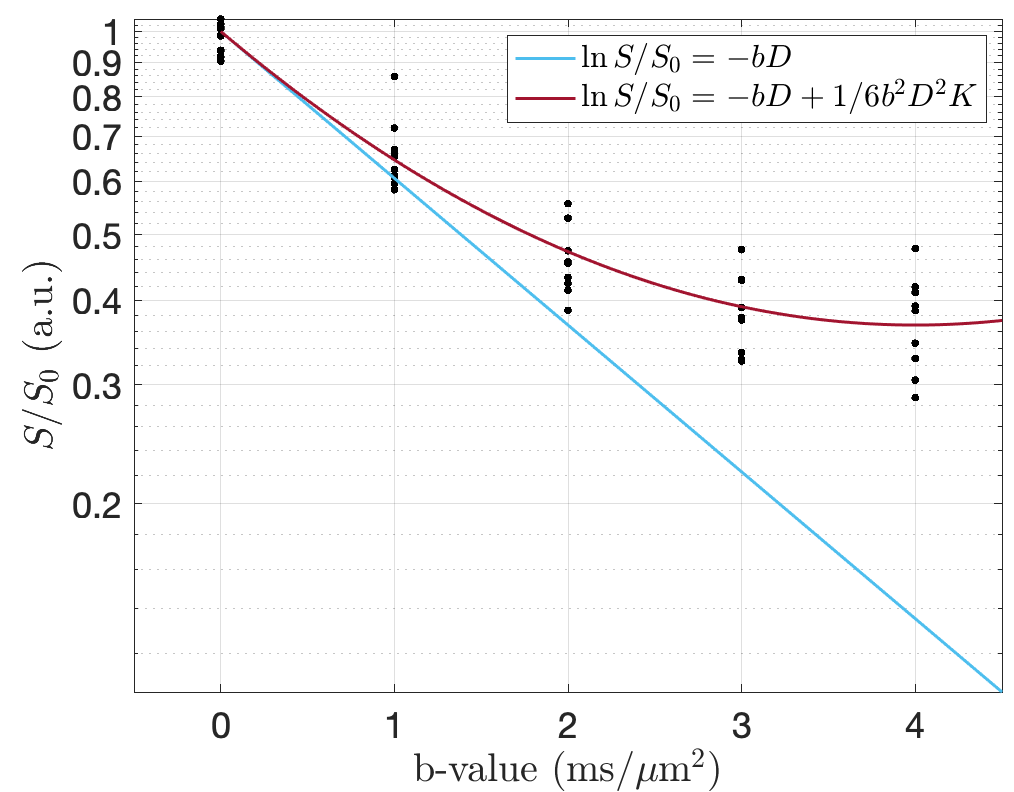 ln S/S₀ = −bD
ln S/S₀ = −bD + 1/6b²D²K
1
0.9
0.8
0.7
0.6
0.5
0.4
0.3
0.2
S/S₀ (a.u.)
0 1 2 3 4
b-value (ms/μm²)